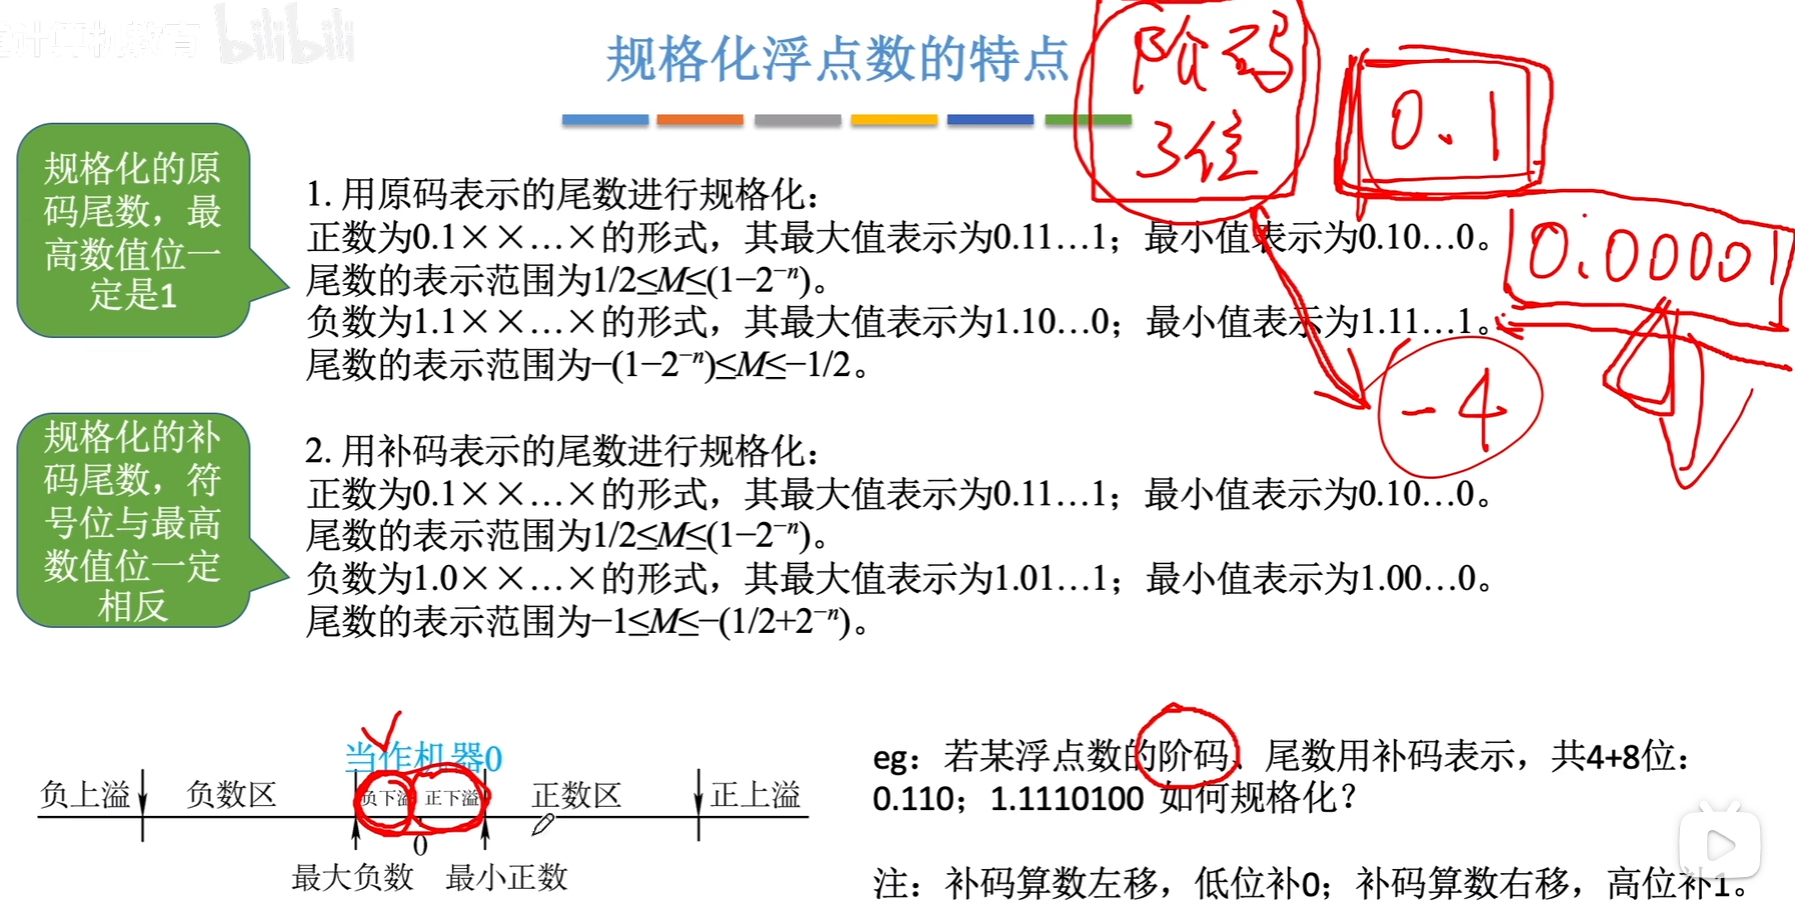 计算机教育 bilibili
规格化浮点数的特点
阶码
3位
0.1
规格化的原
码尾数，最
高数值位一
定是1
1. 用原码表示的尾数进行规格化：
正数为0.1××…×的形式，其最大值表示为0.11…1；最小值表示为0.10…0。
尾数的表示范围为1/2≤M≤(1−2⁻ⁿ)。
负数为1.1××…×的形式，其最大值表示为1.10…0；最小值表示为1.11…1。
尾数的表示范围为−(1−2⁻ⁿ)≤M≤−1/2。
0.00001
-4
规格化的补
码尾数，符
号位与最高
数值位一定
相反
2. 用补码表示的尾数进行规格化：
正数为0.1××…×的形式，其最大值表示为0.11…1；最小值表示为0.10…0。
尾数的表示范围为1/2≤M≤(1−2⁻ⁿ)。
负数为1.0××…×的形式，其最大值表示为1.01…1；最小值表示为1.00…0。
尾数的表示范围为−1≤M≤−(1/2+2⁻ⁿ)。
当作机器0
负上溢 负数区 负下溢 正下溢 正数区 正上溢
0
最大负数 最小正数
eg：若某浮点数的阶码、尾数用补码表示，共4+8位：
0.110；1.1110100 如何规格化？
注：补码算数左移，低位补0；补码算数右移，高位补1。